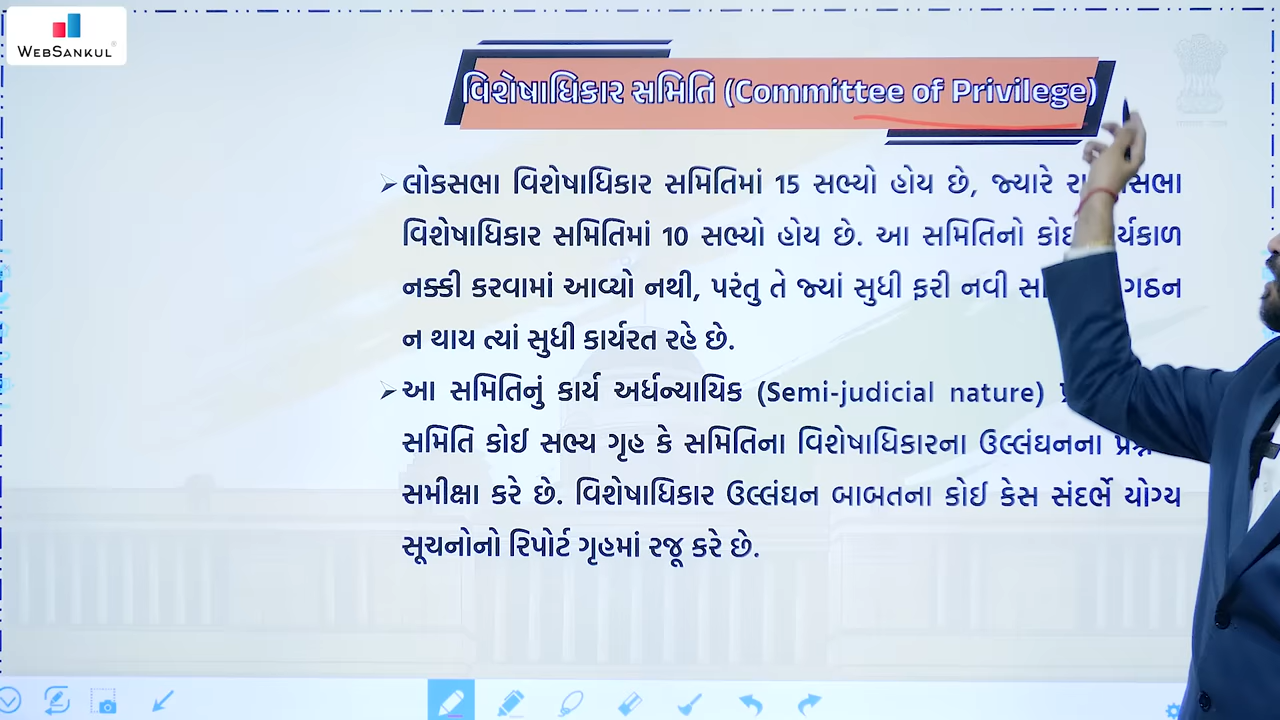 WEBSANKUL
વિશેષાધિકાર સમિતિ (Committee of Privilege)
લોકસભા વિશેષાધિકાર સમિતિમાં 15 સભ્યો હોય છે, જ્યારે
વિશેષાધિકાર સમિતિમાં 10 સભ્યો હોય છે. આ સમિતિનો
નક્કી કરવામાં આવ્યો નથી, પરંતુ તે જ્યાં સુધી ફરી નવી
ન થાય ત્યાં સુધી કાર્યરત રહે છે.
આ સમિતિનું કાર્ય અર્ધન્યાયિક (Semi-judicial nature)
સમિતિ કોઈ સભ્ય ગૃહ કે સમિતિના વિશેષાધિકારના ઉલ્લંઘનના
સમીક્ષા કરે છે. વિશેષાધિકાર ઉલ્લંઘન બાબતના કોઈ કેસ સંદર્ભે યોગ્ય
સૂચનોનો રિપોર્ટ ગૃહમાં રજૂ કરે છે.